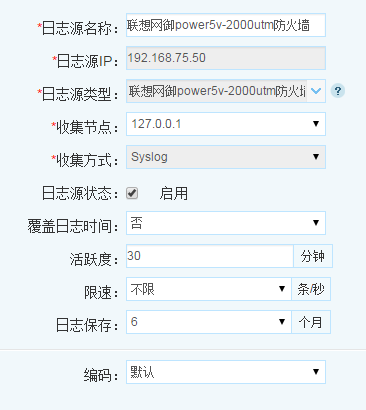 *日志源名称： 联想网御power5v-2000utm防火墙
*日志源IP： 192.168.75.50
*日志源类型： 联想网御power5v-2000utm防火墙 ?
*收集节点： 127.0.0.1
*收集方式： Syslog
日志源状态： 启用
覆盖日志时间： 否
活跃度： 30 分钟
限速： 不限 条/秒
日志保存： 6 个月
编码： 默认